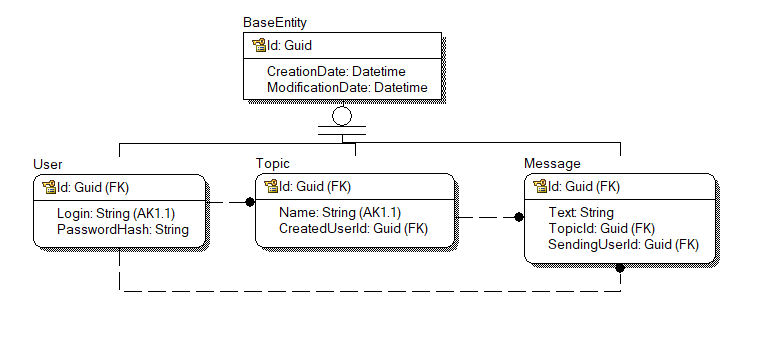 BaseEntity
Id: Guid
CreationDate: Datetime
ModificationDate: Datetime
User
Id: Guid (FK)
Login: String (AK1.1)
PasswordHash: String
Topic
Id: Guid (FK)
Name: String (AK1.1)
CreatedUserId: Guid (FK)
Message
Id: Guid (FK)
Text: String
TopicId: Guid (FK)
SendingUserId: Guid (FK)